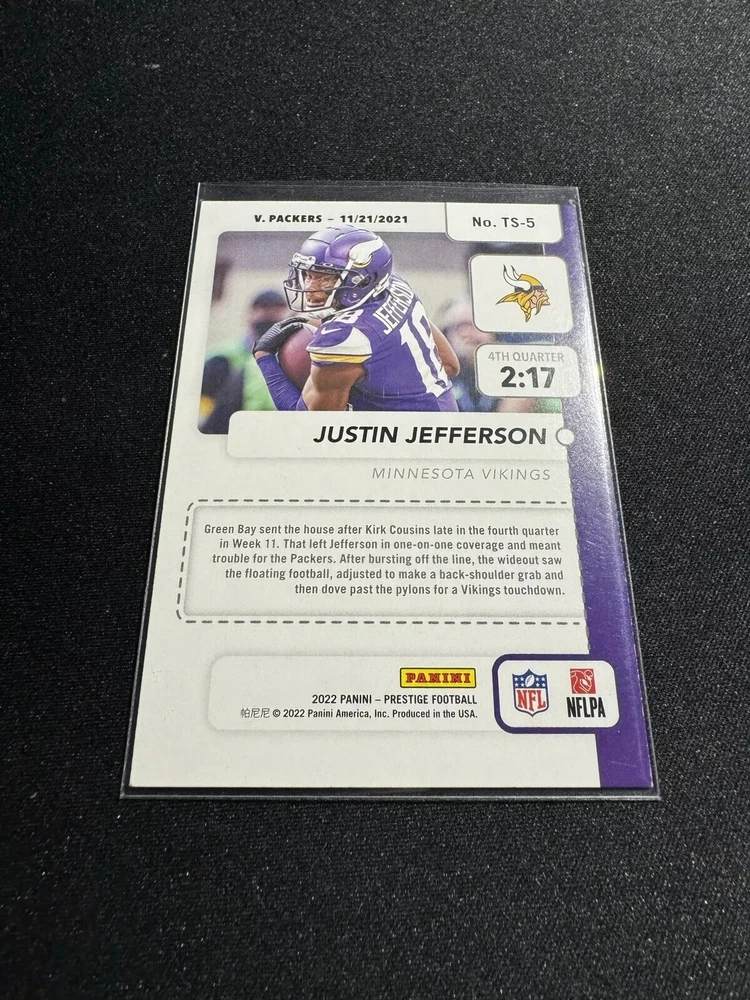 V. PACKERS – 11/21/2021
No. TS-5
JEFFERSON
18
4TH QUARTER
2:17
JUSTIN JEFFERSON
MINNESOTA VIKINGS
Green Bay sent the house after Kirk Cousins late in the fourth quarter
in Week 11. That left Jefferson in one-on-one coverage and meant
trouble for the Packers. After bursting off the line, the wideout saw
the floating football, adjusted to make a back-shoulder grab and
then dove past the pylons for a Vikings touchdown.
PANINI
2022 PANINI – PRESTIGE FOOTBALL
帕尼尼 © 2022 Panini America, Inc. Produced in the USA.
NFL
NFLPA